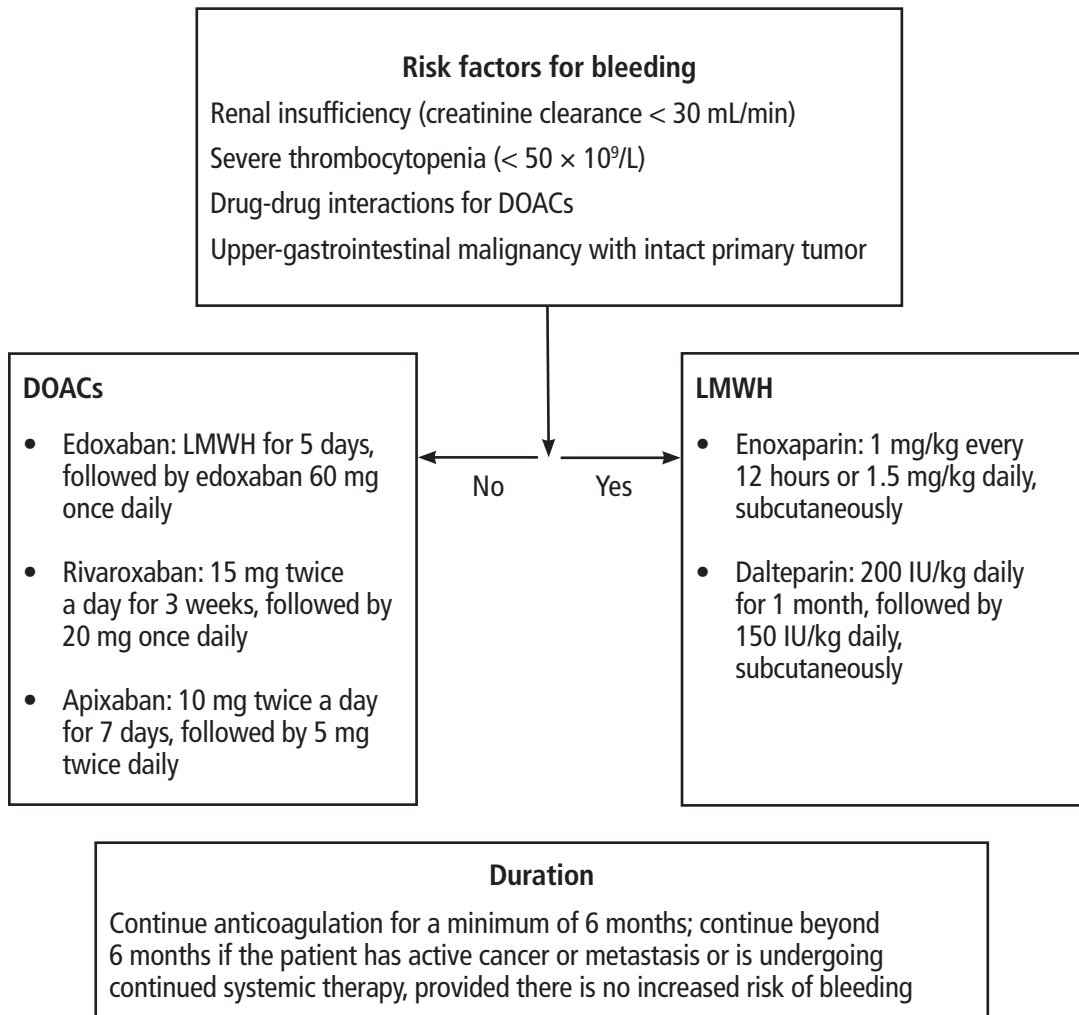 Risk factors for bleeding
Renal insufficiency (creatinine clearance < 30 mL/min)
Severe thrombocytopenia (< 50 × 10⁹/L)
Drug-drug interactions for DOACs
Upper-gastrointestinal malignancy with intact primary tumor
DOACs
• Edoxaban: LMWH for 5 days,
followed by edoxaban 60 mg
once daily
• Rivaroxaban: 15 mg twice
a day for 3 weeks, followed by
20 mg once daily
• Apixaban: 10 mg twice a day
for 7 days, followed by 5 mg
twice daily
No
Yes
LMWH
• Enoxaparin: 1 mg/kg every
12 hours or 1.5 mg/kg daily,
subcutaneously
• Dalteparin: 200 IU/kg daily
for 1 month, followed by
150 IU/kg daily,
subcutaneously
Duration
Continue anticoagulation for a minimum of 6 months; continue beyond
6 months if the patient has active cancer or metastasis or is undergoing
continued systemic therapy, provided there is no increased risk of bleeding